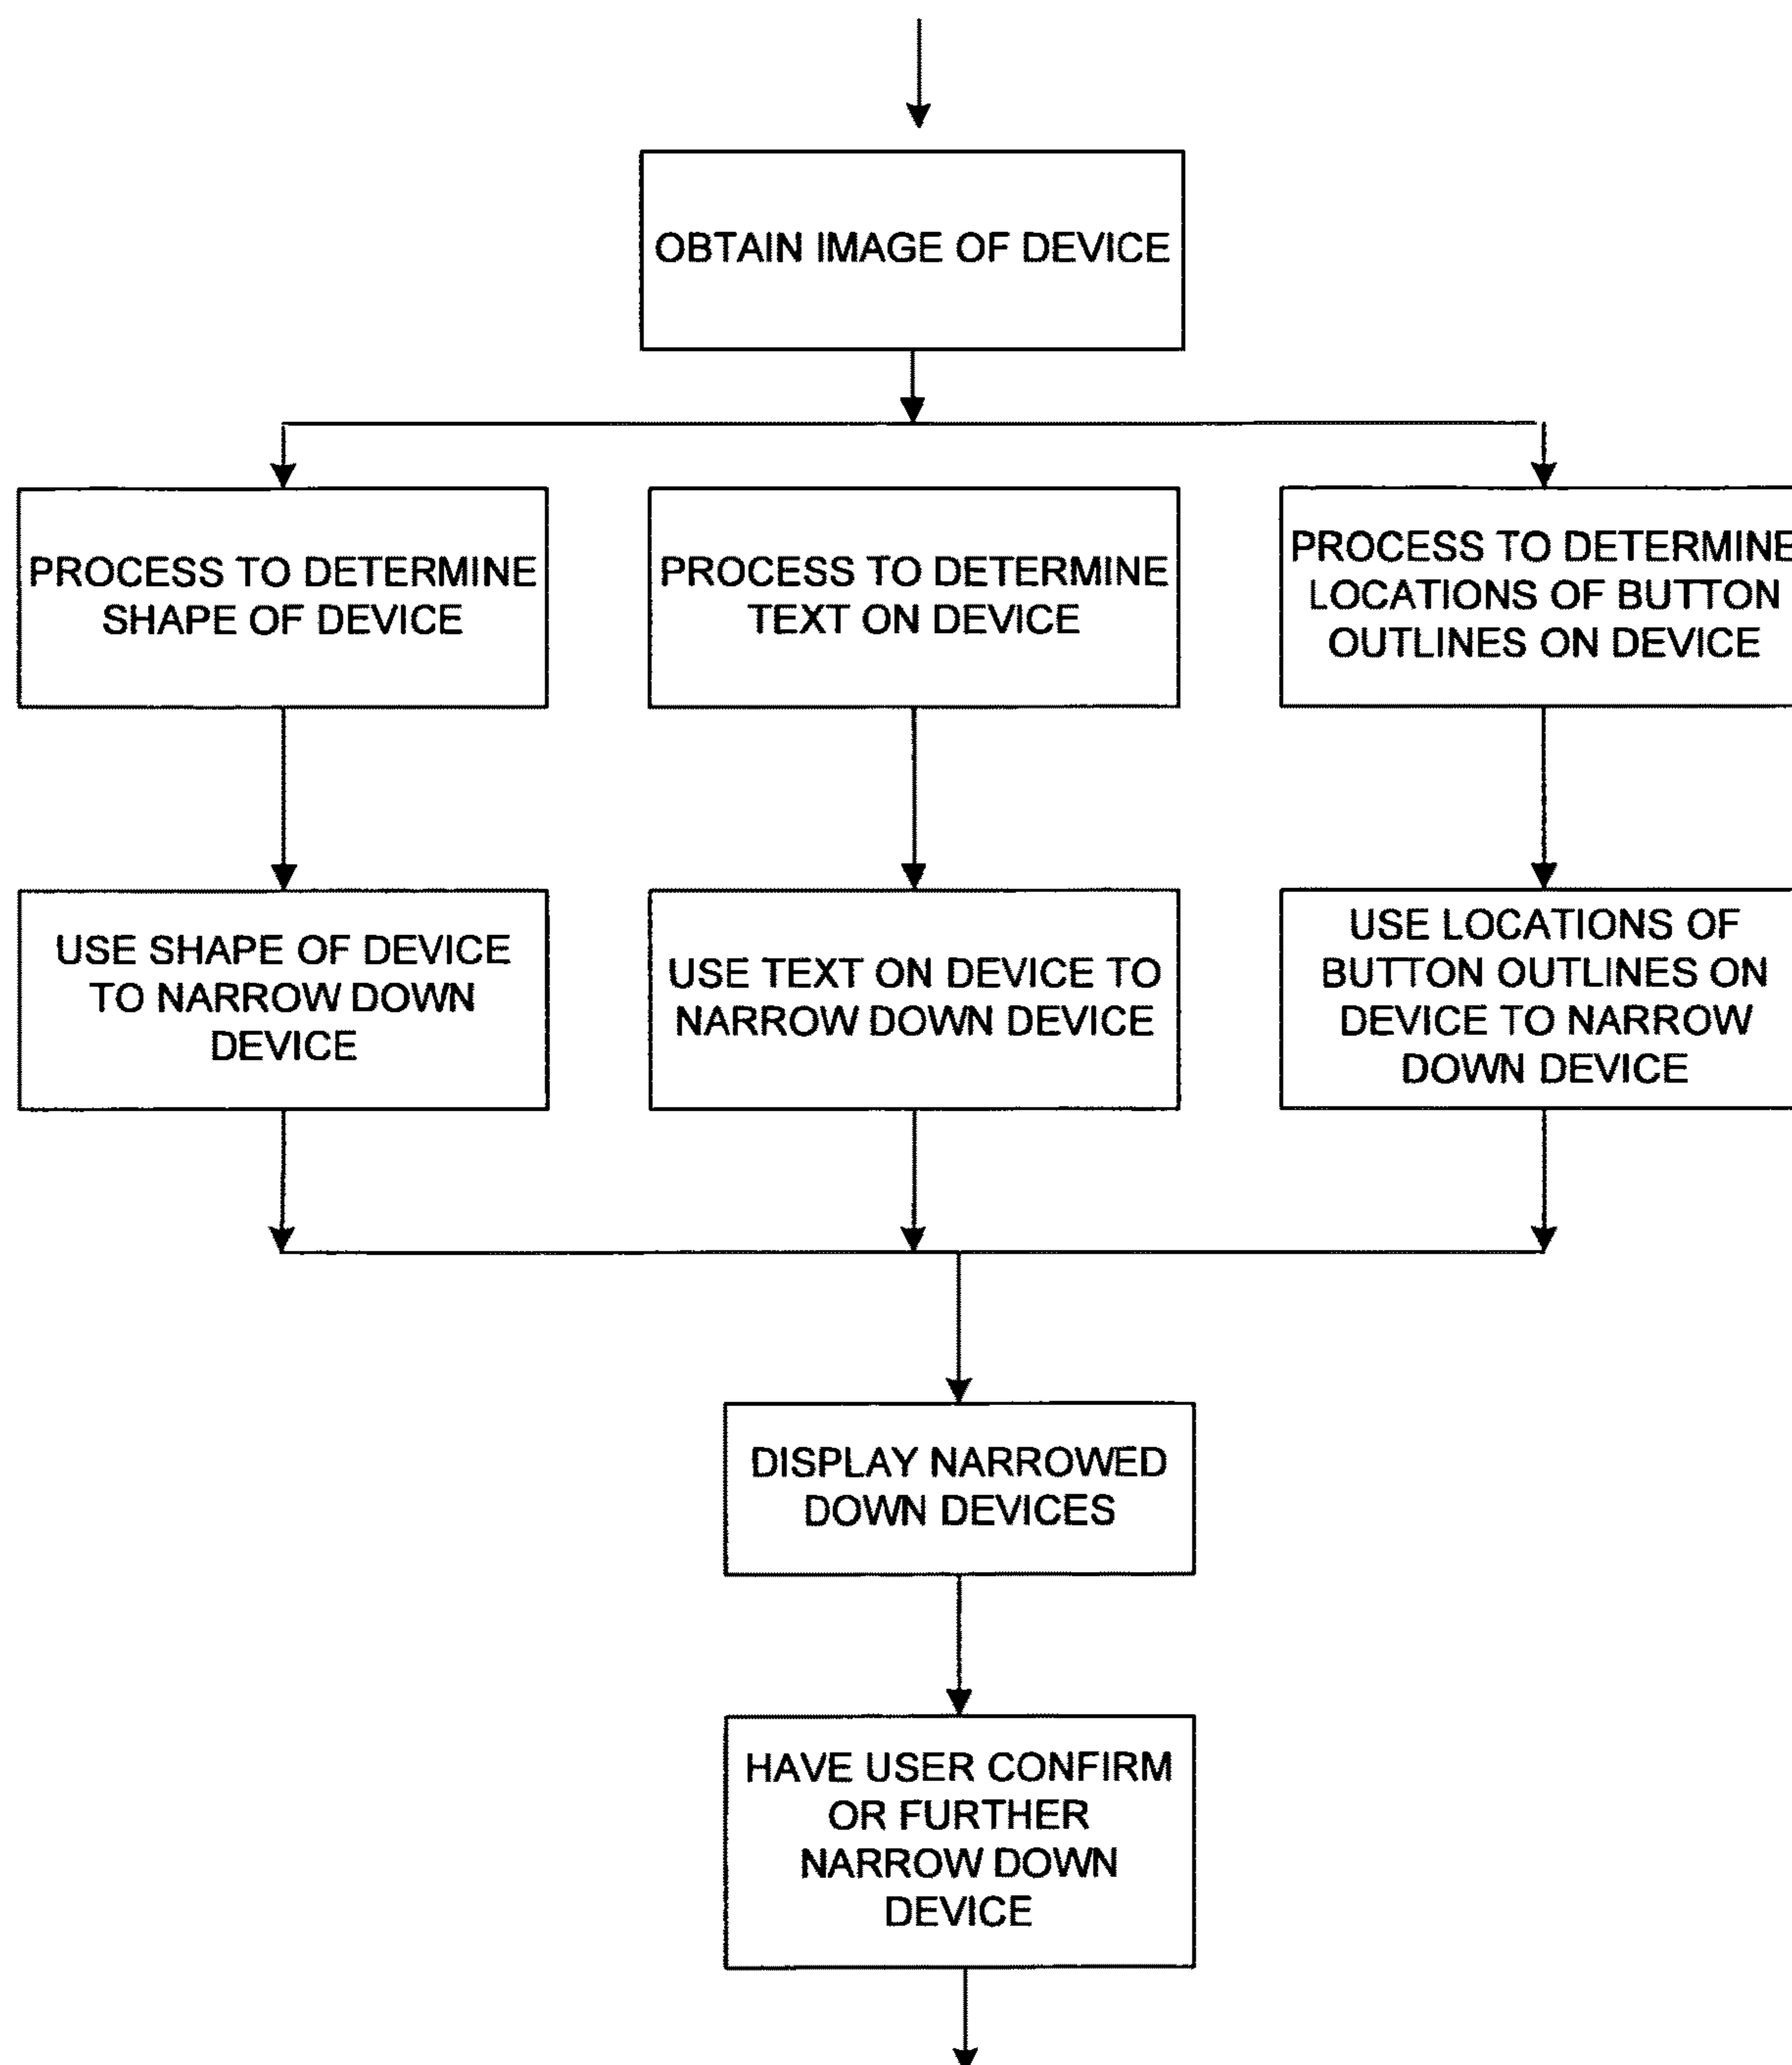 OBTAIN IMAGE OF DEVICE
PROCESS TO DETERMINE
SHAPE OF DEVICE
PROCESS TO DETERMINE
TEXT ON DEVICE
PROCESS TO DETERMINE
LOCATIONS OF BUTTON
OUTLINES ON DEVICE
USE SHAPE OF DEVICE
TO NARROW DOWN
DEVICE
USE TEXT ON DEVICE TO
NARROW DOWN DEVICE
USE LOCATIONS OF
BUTTON OUTLINES ON
DEVICE TO NARROW
DOWN DEVICE
DISPLAY NARROWED
DOWN DEVICES
HAVE USER CONFIRM
OR FURTHER
NARROW DOWN
DEVICE